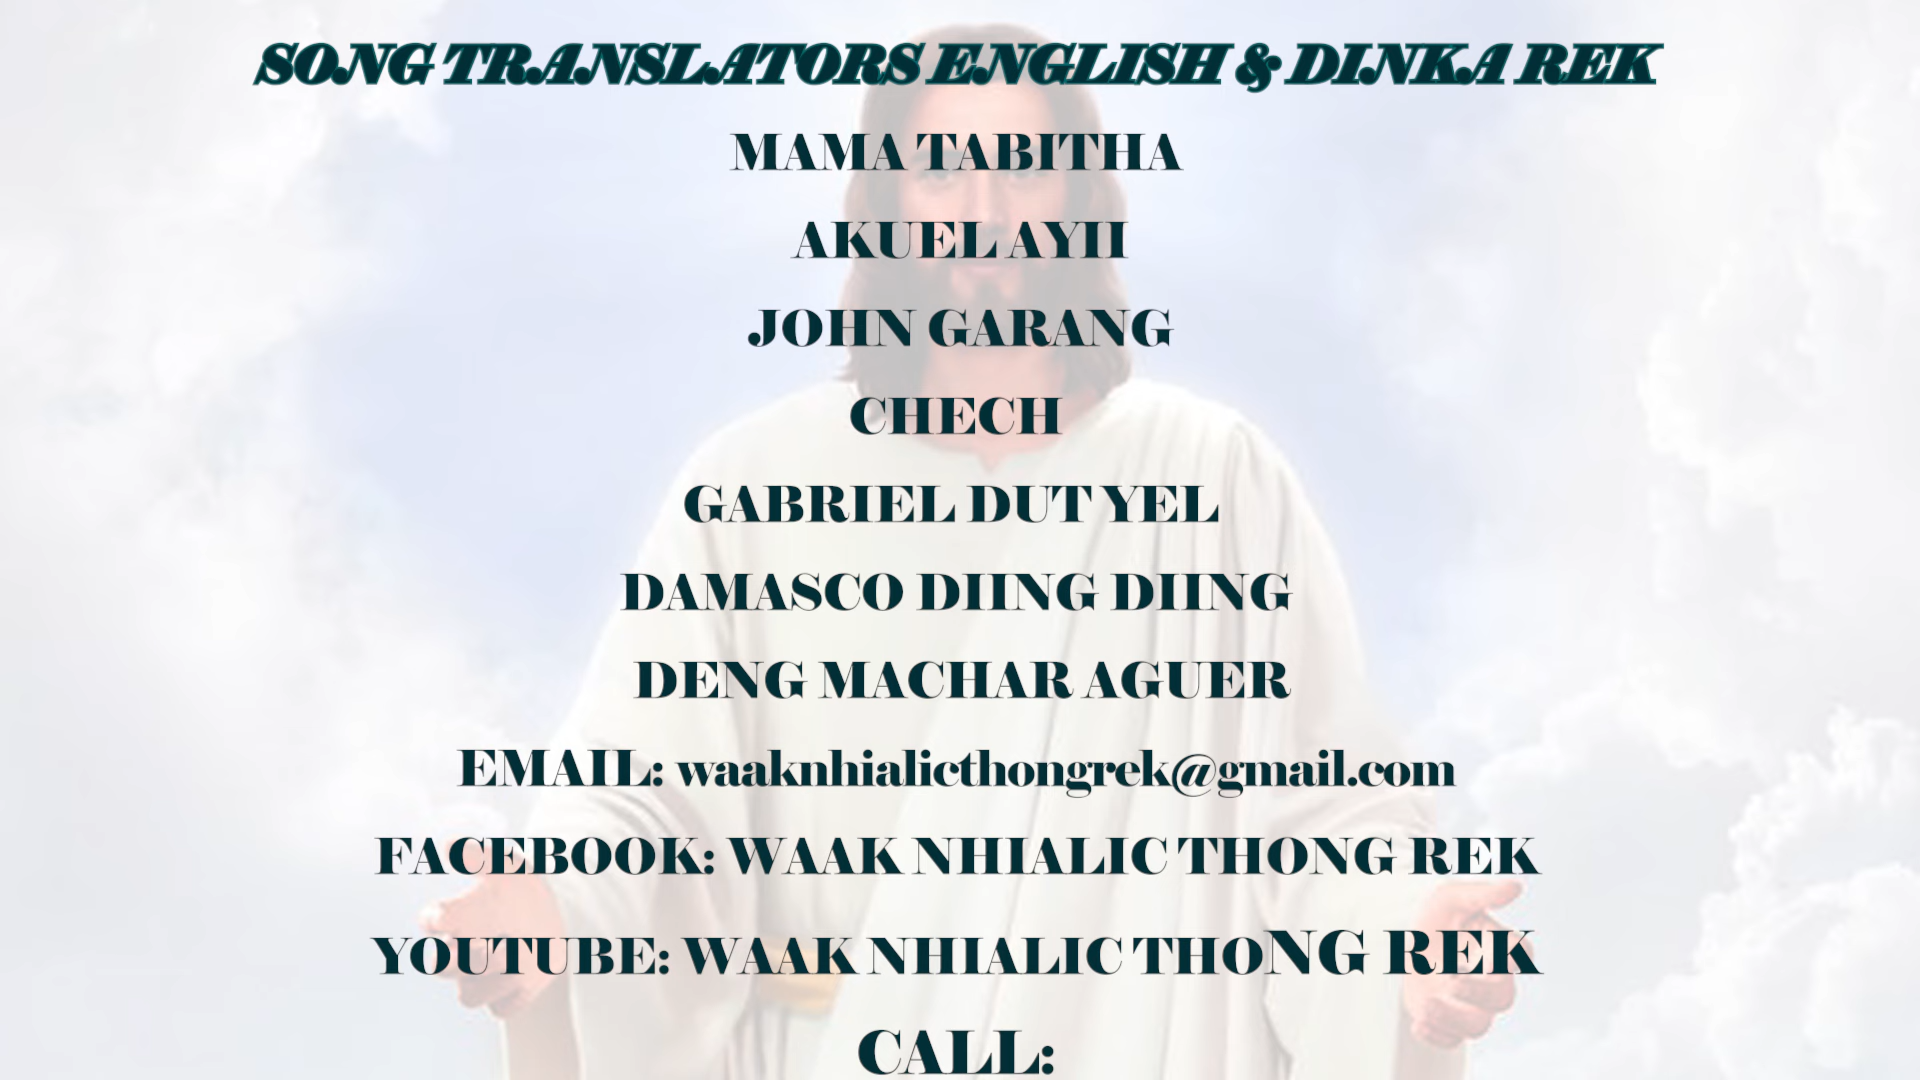 SONG TRANSLATORS ENGLISH & DINKA REK
MAMA TABITHA
AKUEL AYII
JOHN GARANG
CHECH
GABRIEL DUT YEL
DAMASCO DIING DIING
DENG MACHAR AGUER
EMAIL: waaknhialicthongrek@gmail.com
FACEBOOK: WAAK NHIALIC THONG REK
YOUTUBE: WAAK NHIALIC THONG REK
CALL: